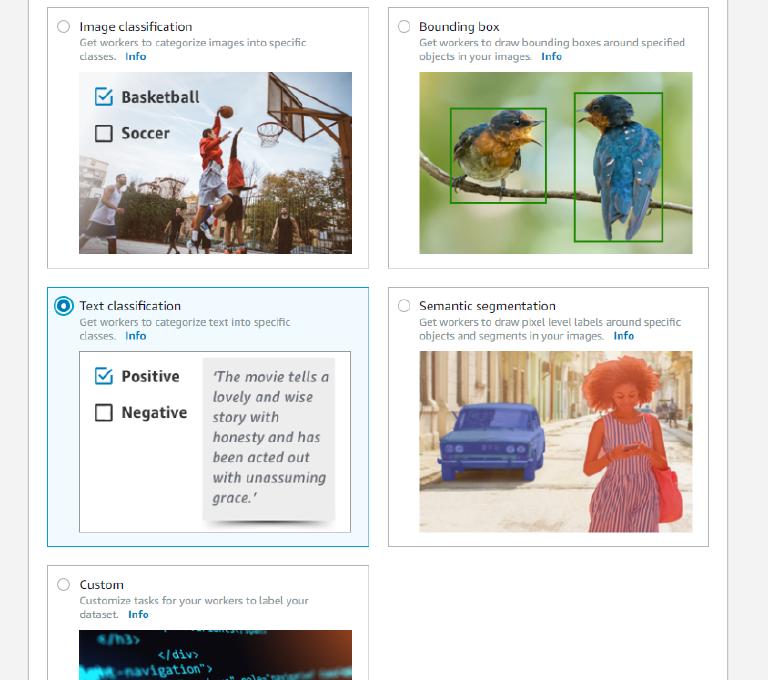 Image classification
Get workers to categorize images into specific
classes. Info
Basketball
Soccer
Bounding box
Get workers to draw bounding boxes around specified
objects in your images. Info
Text classification
Get workers to categorize text into specific
classes. Info
Positive
Negative
'The movie tells a
lovely and wise
story with
honesty and has
been acted out
with unassuming
grace.'
Semantic segmentation
Get workers to draw pixel level labels around specific
objects and segments in your images. Info
Custom
Customize tasks for your workers to label your
dataset. Info
</h3>
</div>
-navigation">